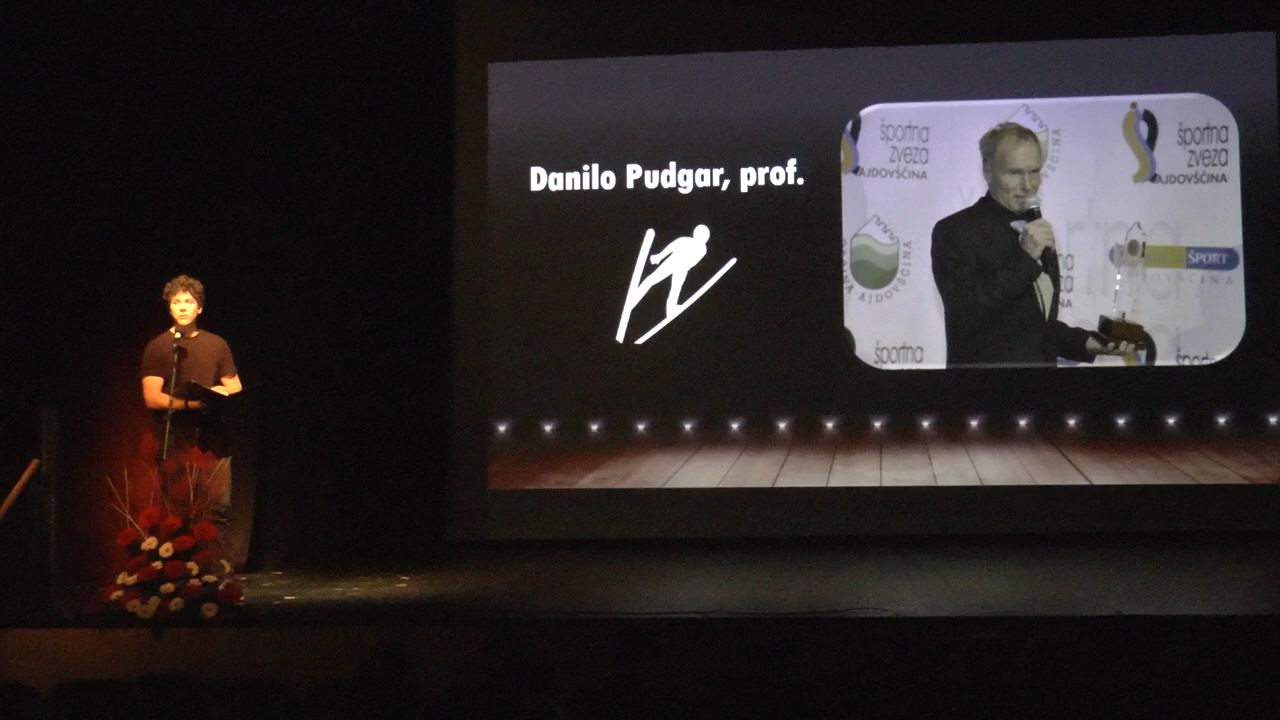 Danilo Pudgar, prof.
športna
zveza
AJDOVŠČINA
športna
zveza
AJDOVŠČINA
ŠPORT
AJDOVŠČINA
športna